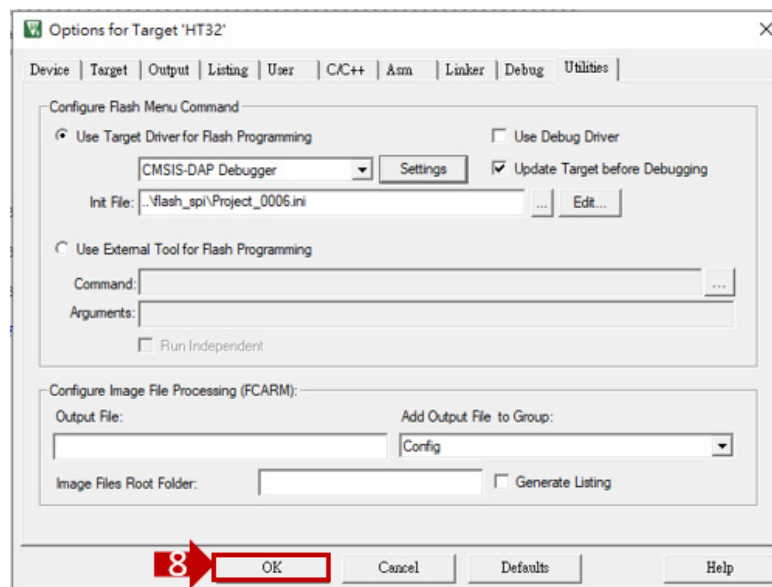 Options for Target 'HT32'
Device | Target | Output | Listing | User | C/C++ | Asm | Linker | Debug | Utilities
Configure Flash Menu Command
Use Target Driver for Flash Programming
Use Debug Driver
CMSIS-DAP Debugger
Settings
Update Target before Debugging
Init File: ..\flash_spi\Project_0006.ini
...
Edit...
Use External Tool for Flash Programming
Command:
...
Arguments:
Run Independent
Configure Image File Processing (FCARM):
Output File:
Add Output File to Group:
Config
Image Files Root Folder:
Generate Listing
8
OK
Cancel
Defaults
Help